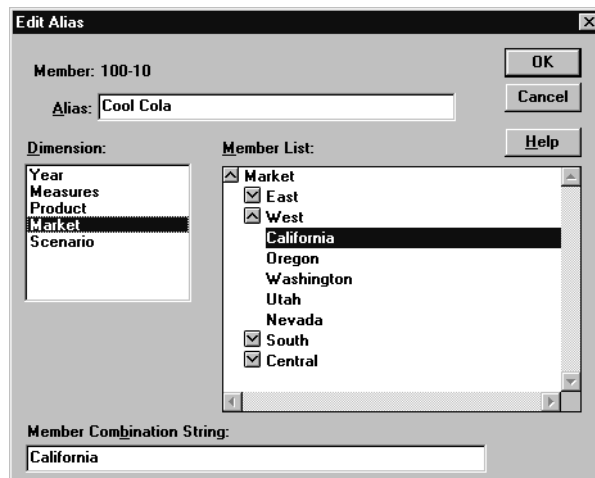 Edit Alias
Member: 100-10
OK
Alias: Cool Cola
Cancel
Help
Dimension:
Member List:
Year
Measures
Product
Market
Scenario
Market
East
West
California
Oregon
Washington
Utah
Nevada
South
Central
Member Combination String:
California